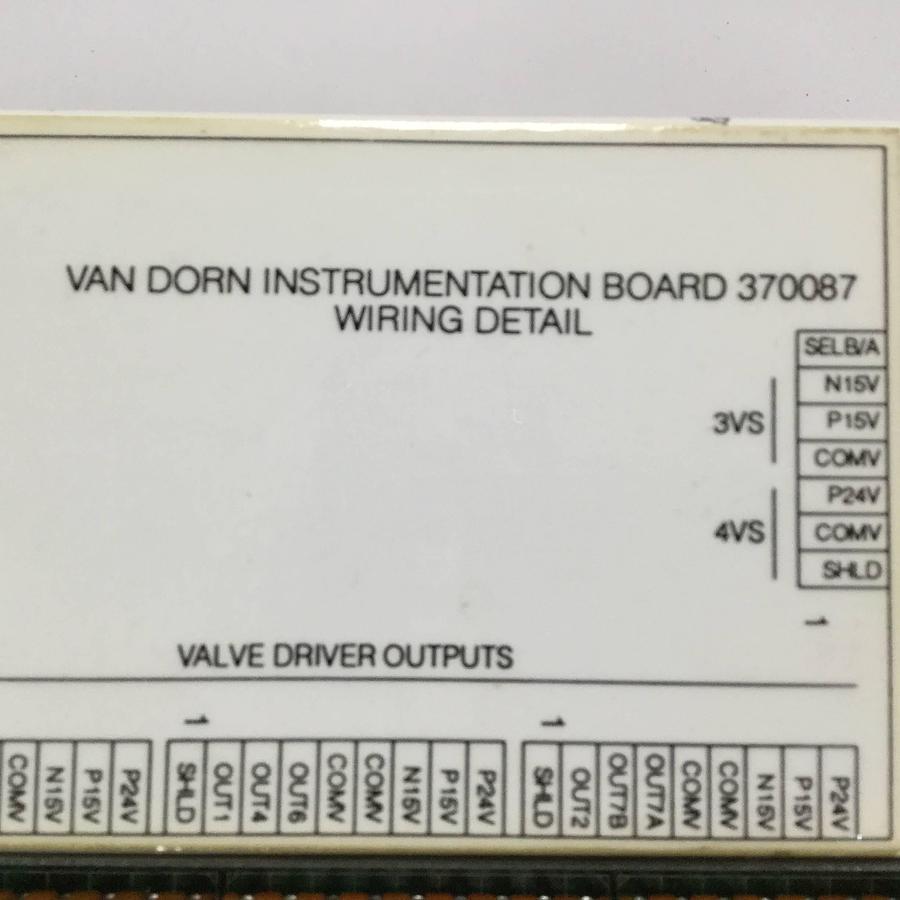 VAN DORN INSTRUMENTATION BOARD 370087
WIRING DETAIL
SELB/A
N15V
3VS
P15V
COMV
P24V
4VS
COMV
SHLD
1
VALVE DRIVER OUTPUTS
1
1
COMV
N15V
P15V
P24V
SHLD
OUT1
OUT4
OUT6
COMV
COMV
N15V
P15V
P24V
SHLD
OUT2
OUT7B
OUT7A
COMV
COMV
N15V
P15V
P24V